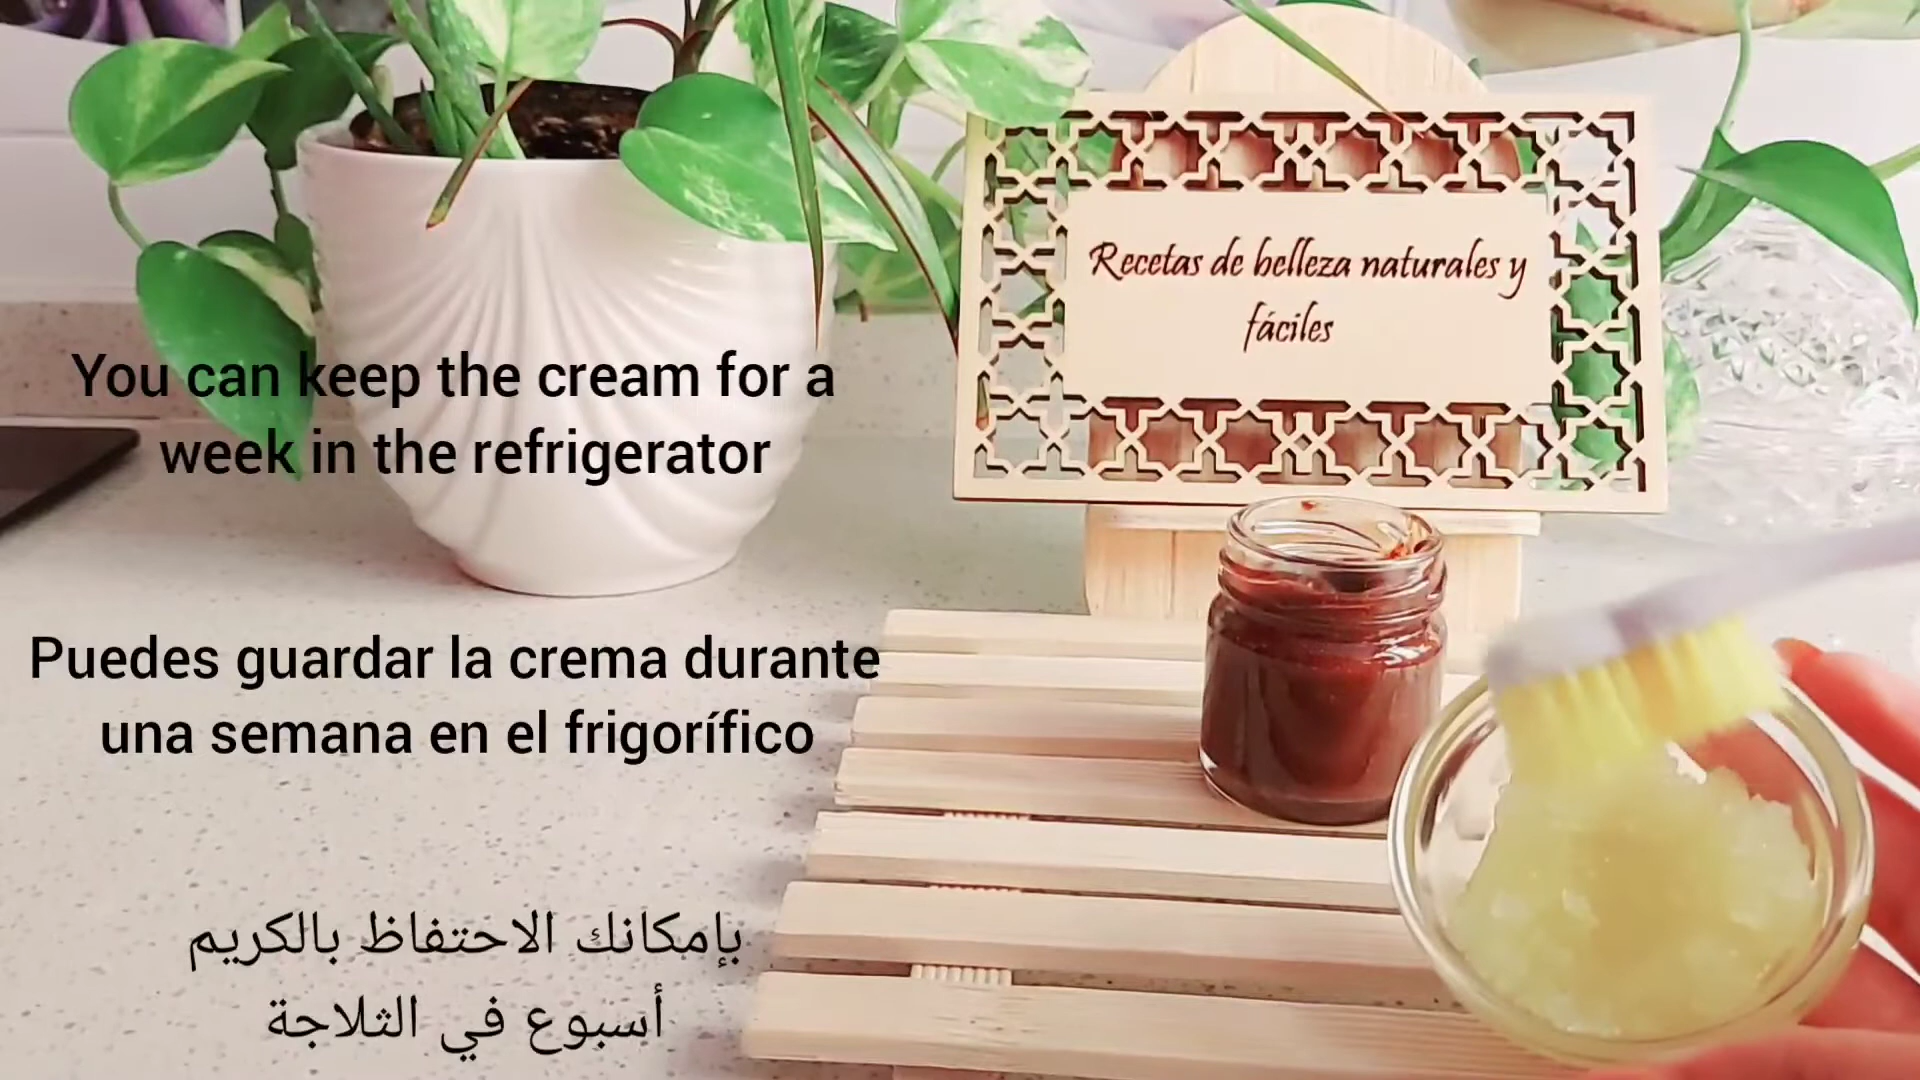 Recetas de belleza naturales y
fáciles
You can keep the cream for a
week in the refrigerator
Puedes guardar la crema durante
una semana en el frigorífico
بإمكانك الاحتفاظ بالكريم
أسبوع في الثلاجة